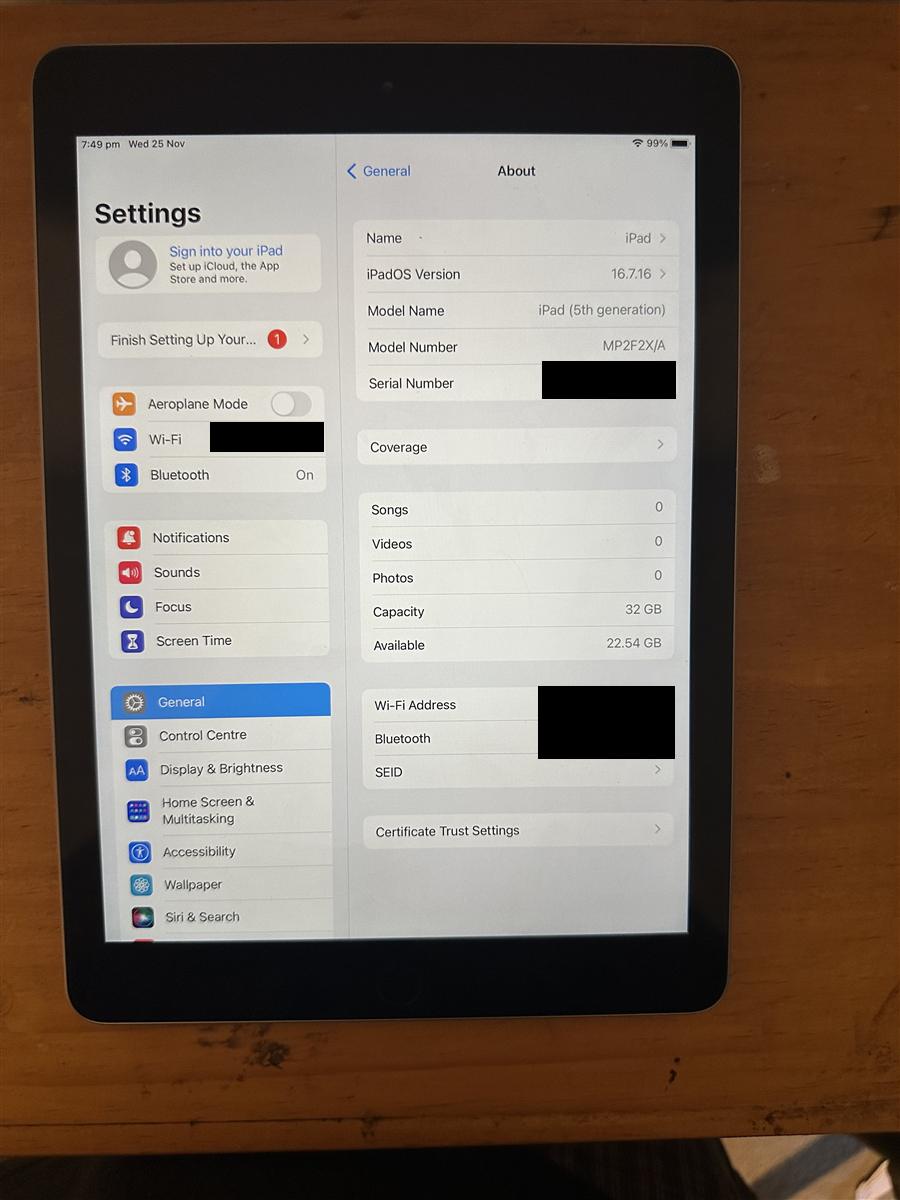 7:49 pm Wed 25 Nov
99%
Settings
Sign into your iPad
Set up iCloud, the App
Store and more.
Finish Setting Up Your... 1
Aeroplane Mode
Wi-Fi
Bluetooth On
Notifications
Sounds
Focus
Screen Time
General
Control Centre
AA Display & Brightness
Home Screen &
Multitasking
Accessibility
Wallpaper
Siri & Search
General
About
Name iPad
iPadOS Version 16.7.16
Model Name iPad (5th generation)
Model Number MP2F2X/A
Serial Number
Coverage
Songs 0
Videos 0
Photos 0
Capacity 32 GB
Available 22.54 GB
Wi-Fi Address
Bluetooth
SEID
Certificate Trust Settings